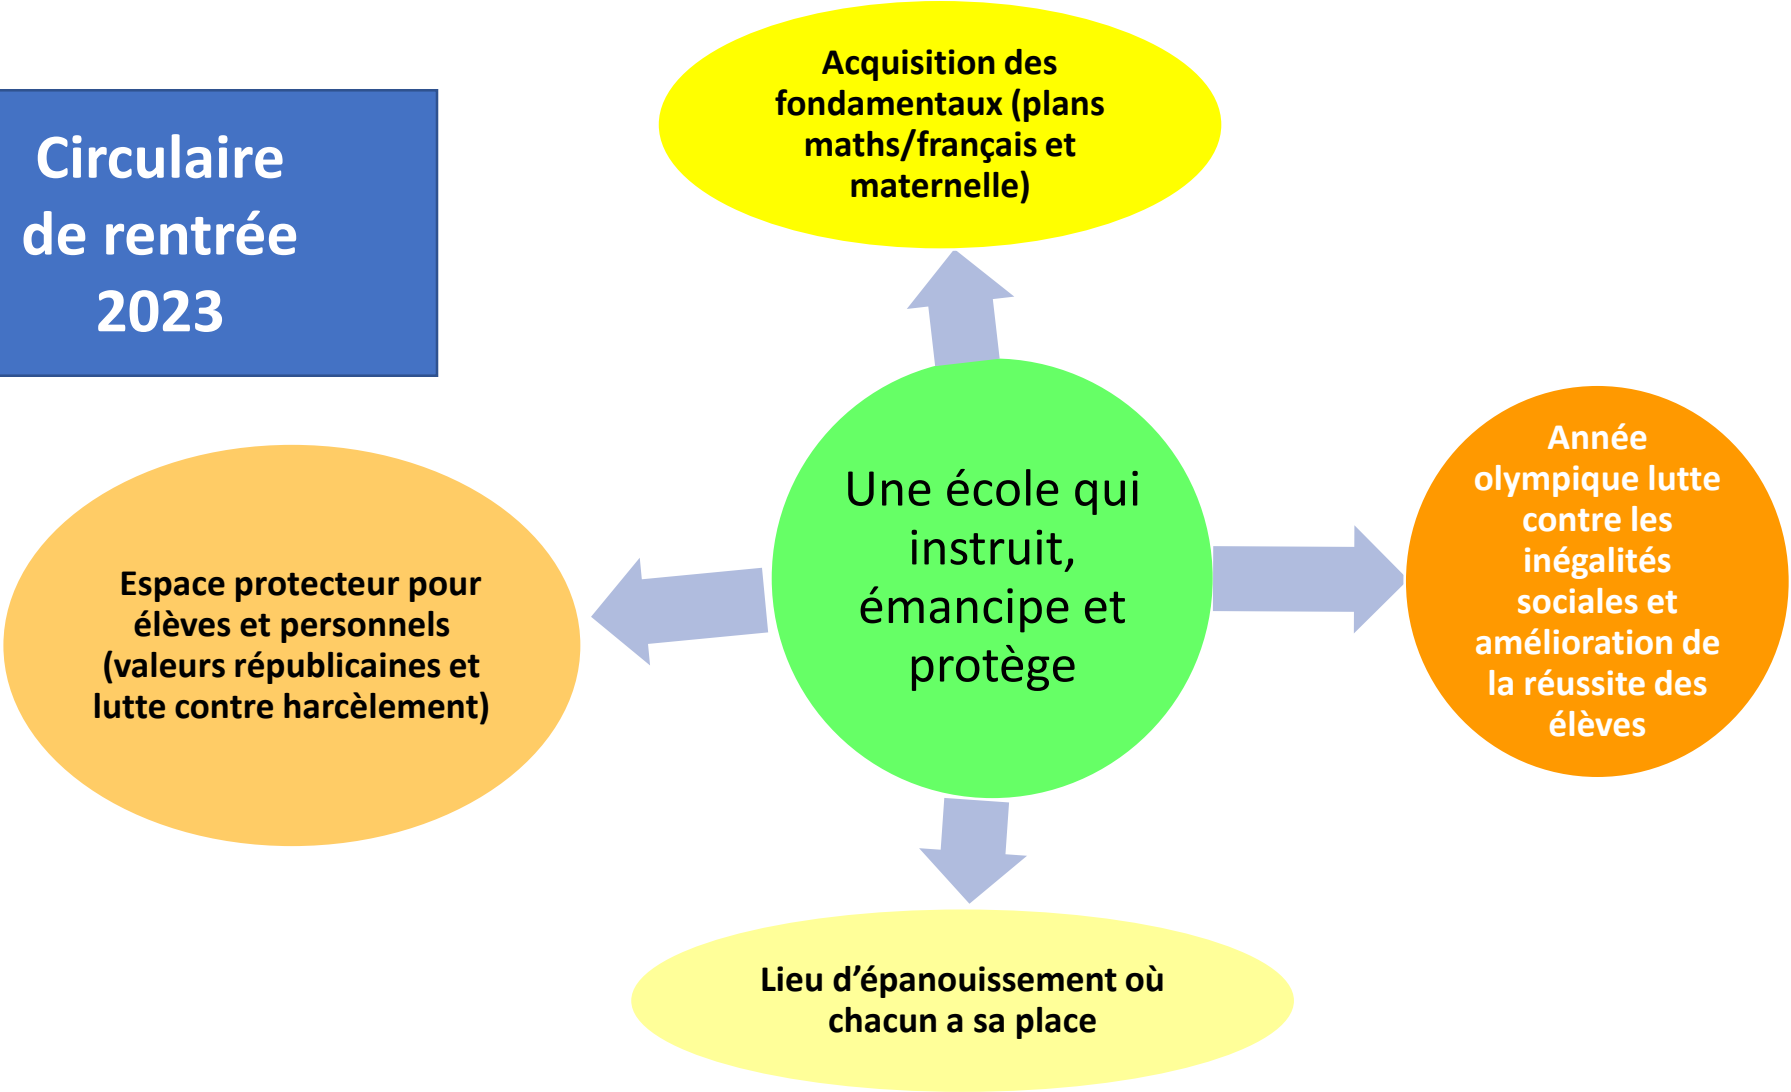 Circulaire
de rentrée
2023
Acquisition des
fondamentaux (plans
maths/français et
maternelle)
Une école qui
instruit,
émancipe et
protège
Année
olympique lutte
contre les
inégalités
sociales et
amélioration de
la réussite des
élèves
Espace protecteur pour
élèves et personnels
(valeurs républicaines et
lutte contre harcèlement)
Lieu d’épanouissement où
chacun a sa place